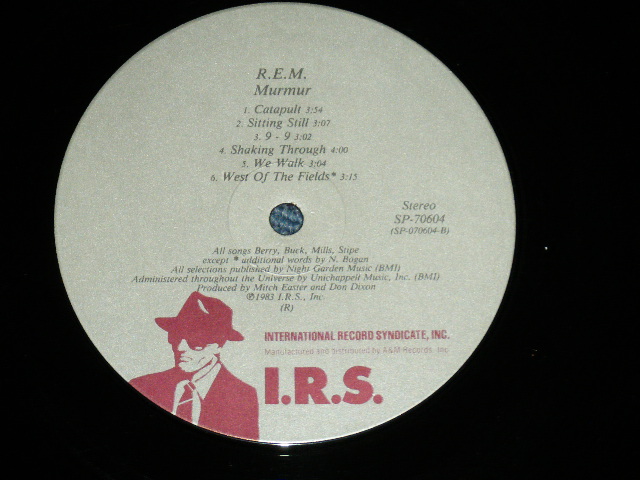 R.E.M.
Murmur
1. Catapult 3:54
2. Sitting Still 3:07
3. 9 - 9 3:02
4. Shaking Through 4:00
5. We Walk 3:04
6. West Of The Fields* 3:15
Stereo
SP-70604
(SP-070604-B)
All songs Berry, Buck, Mills, Stipe
except * additional words by N. Bogan
All selections published by Night Garden Music (BMI)
Administered throughout the Universe by Unichappell Music, Inc. (BMI)
Produced by Mitch Easter and Don Dixon
℗1983 I.R.S., Inc.
(R)
INTERNATIONAL RECORD SYNDICATE, INC.
Manufactured and distributed by A&M Records, Inc.
I.R.S.